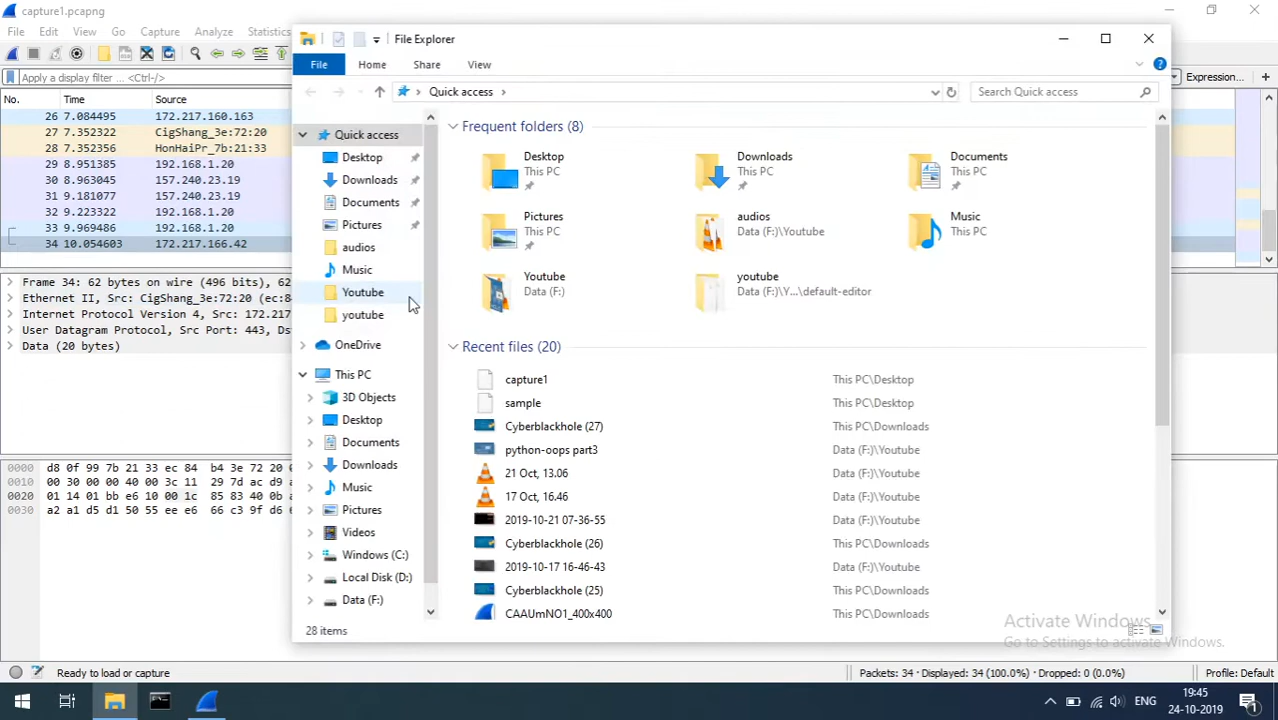 capture1.pcapng
File Edit View Go Capture Analyze Statistics
Apply a display filter ... <Ctrl-/>
Expression...
No. Time Source
26 7.084495 172.217.160.163
27 7.352322 CigShang_3e:72:20
28 7.352356 HonHaiPr_7b:21:33
29 8.951385 192.168.1.20
30 8.963045 157.240.23.19
31 9.181077 157.240.23.19
32 9.223322 192.168.1.20
33 9.969486 192.168.1.20
34 10.054603 172.217.166.42
Frame 34: 62 bytes on wire (496 bits), 62
Ethernet II, Src: CigShang_3e:72:20 (ec:8
Internet Protocol Version 4, Src: 172.217
User Datagram Protocol, Src Port: 443, Ds
Data (20 bytes)
0000 d8 0f 99 7b 21 33 ec 84 b4 3e 72 20 0
0010 00 30 00 00 40 00 3c 11 29 7d ac d9 a
0020 01 14 01 bb e6 10 00 1c 85 83 40 0b a
0030 a2 a1 d5 d1 50 55 ee e6 66 c3 9f d6
File Explorer
File Home Share View
Quick access
Search Quick access
Quick access
Desktop
Downloads
Documents
Pictures
audios
Music
Youtube
youtube
OneDrive
This PC
3D Objects
Desktop
Documents
Downloads
Music
Pictures
Videos
Windows (C:)
Local Disk (D:)
Data (F:)
Frequent folders (8)
Desktop
This PC
Downloads
This PC
Documents
This PC
Pictures
This PC
audios
Data (F:)\Youtube
Music
This PC
Youtube
Data (F:)
youtube
Data (F:)\Y...\default-editor
Recent files (20)
capture1 This PC\Desktop
sample This PC\Desktop
Cyberblackhole (27) This PC\Downloads
python-oops part3 Data (F:)\Youtube
21 Oct, 13.06 Data (F:)\Youtube
17 Oct, 16.46 Data (F:)\Youtube
2019-10-21 07-36-55 Data (F:)\Youtube
Cyberblackhole (26) This PC\Downloads
2019-10-17 16-46-43 Data (F:)\Youtube
Cyberblackhole (25) This PC\Downloads
CAAUmNO1_400x400 This PC\Downloads
28 items
Activate Windows
Go to Settings to activate Windows.
Ready to load or capture
Packets: 34 · Displayed: 34 (100.0%) · Dropped: 0 (0.0%)
Profile: Default
ENG
19:45
24-10-2019
1